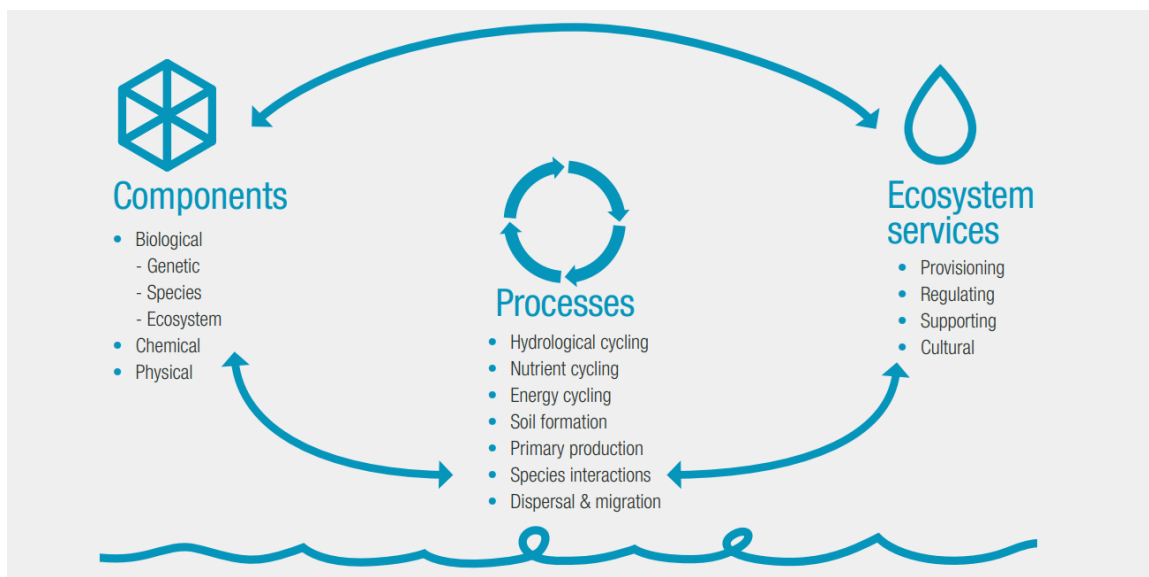 Components
• Biological
- Genetic
- Species
- Ecosystem
• Chemical
• Physical
Processes
• Hydrological cycling
• Nutrient cycling
• Energy cycling
• Soil formation
• Primary production
• Species interactions
• Dispersal & migration
Ecosystem
services
• Provisioning
• Regulating
• Supporting
• Cultural